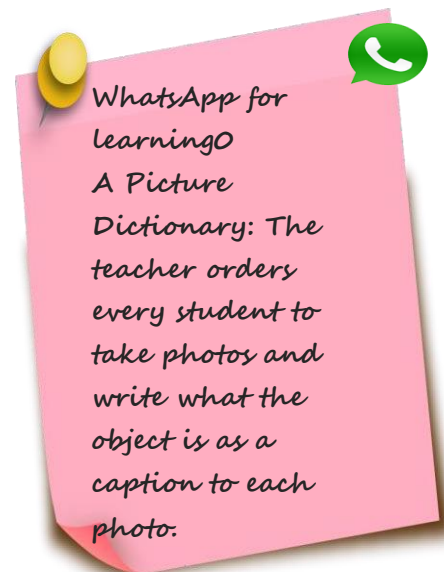 WhatsApp for
learning0
A Picture
Dictionary: The
teacher orders
every student to
take photos and
write what the
object is as a
caption to each
photo.